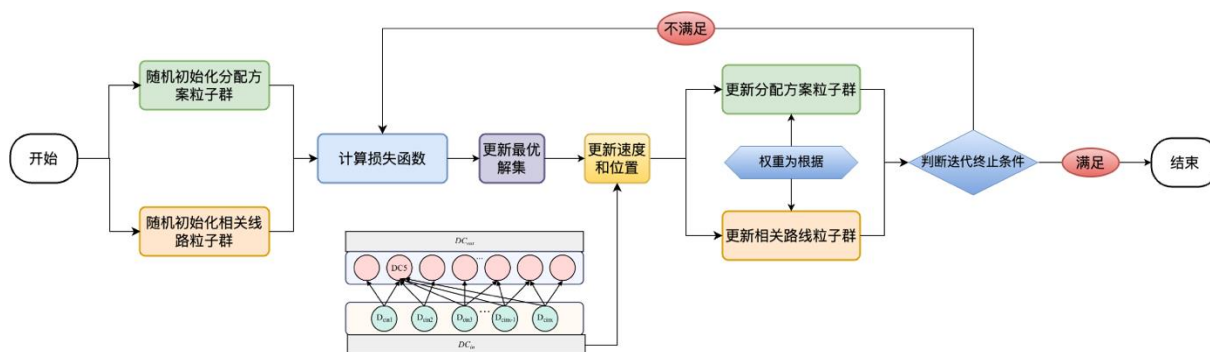 不满足
开始
随机初始化分配方
案粒子群
随机初始化相关线
路粒子群
计算损失函数
更新最优
解集
更新速度
和位置
更新分配方案粒子群
权重为根据
更新相关路线粒子群
判断迭代终止条件
满足
结束
DC5
...
...
DC_in